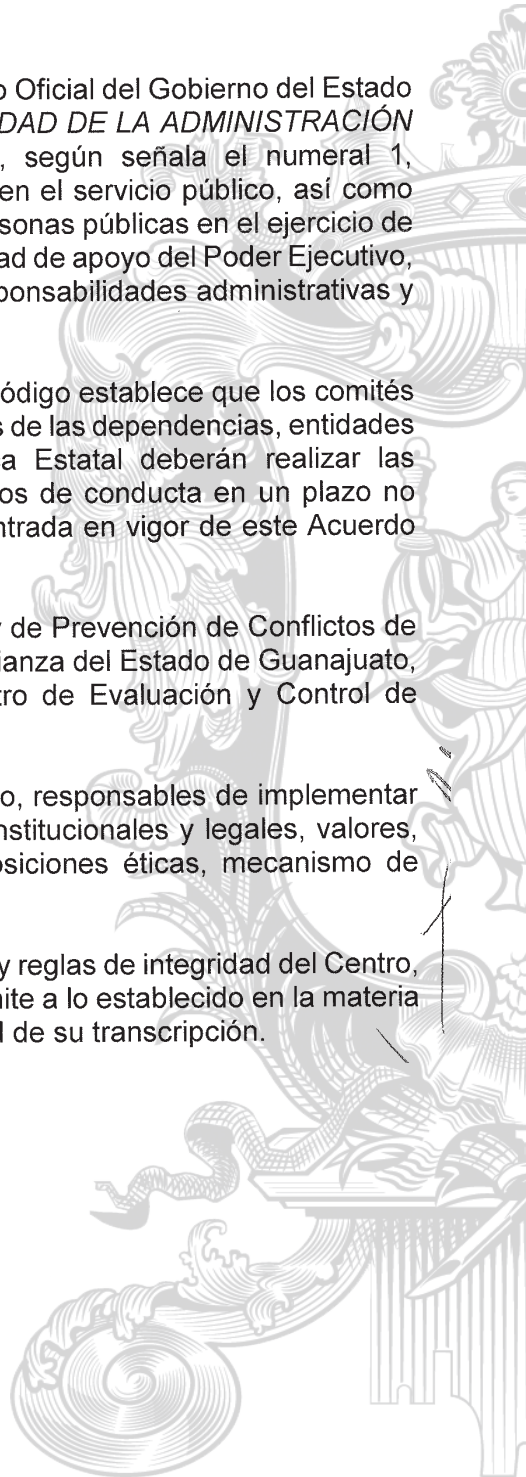 o Oficial del Gobierno del Estado
DAD DE LA ADMINISTRACIÓN
, según señala el numeral 1,
en el servicio público, así como
sonas públicas en el ejercicio de
ad de apoyo del Poder Ejecutivo,
ponsabilidades administrativas y
ódigo establece que los comités
s de las dependencias, entidades
a Estatal deberán realizar las
os de conducta en un plazo no
ntrada en vigor de este Acuerdo
y de Prevención de Conflictos de
ianza del Estado de Guanajuato,
tro de Evaluación y Control de
o, responsables de implementar
nstitucionales y legales, valores,
osiciones éticas, mecanismo de
y reglas de integridad del Centro,
nite a lo establecido en la materia
d de su transcripción.